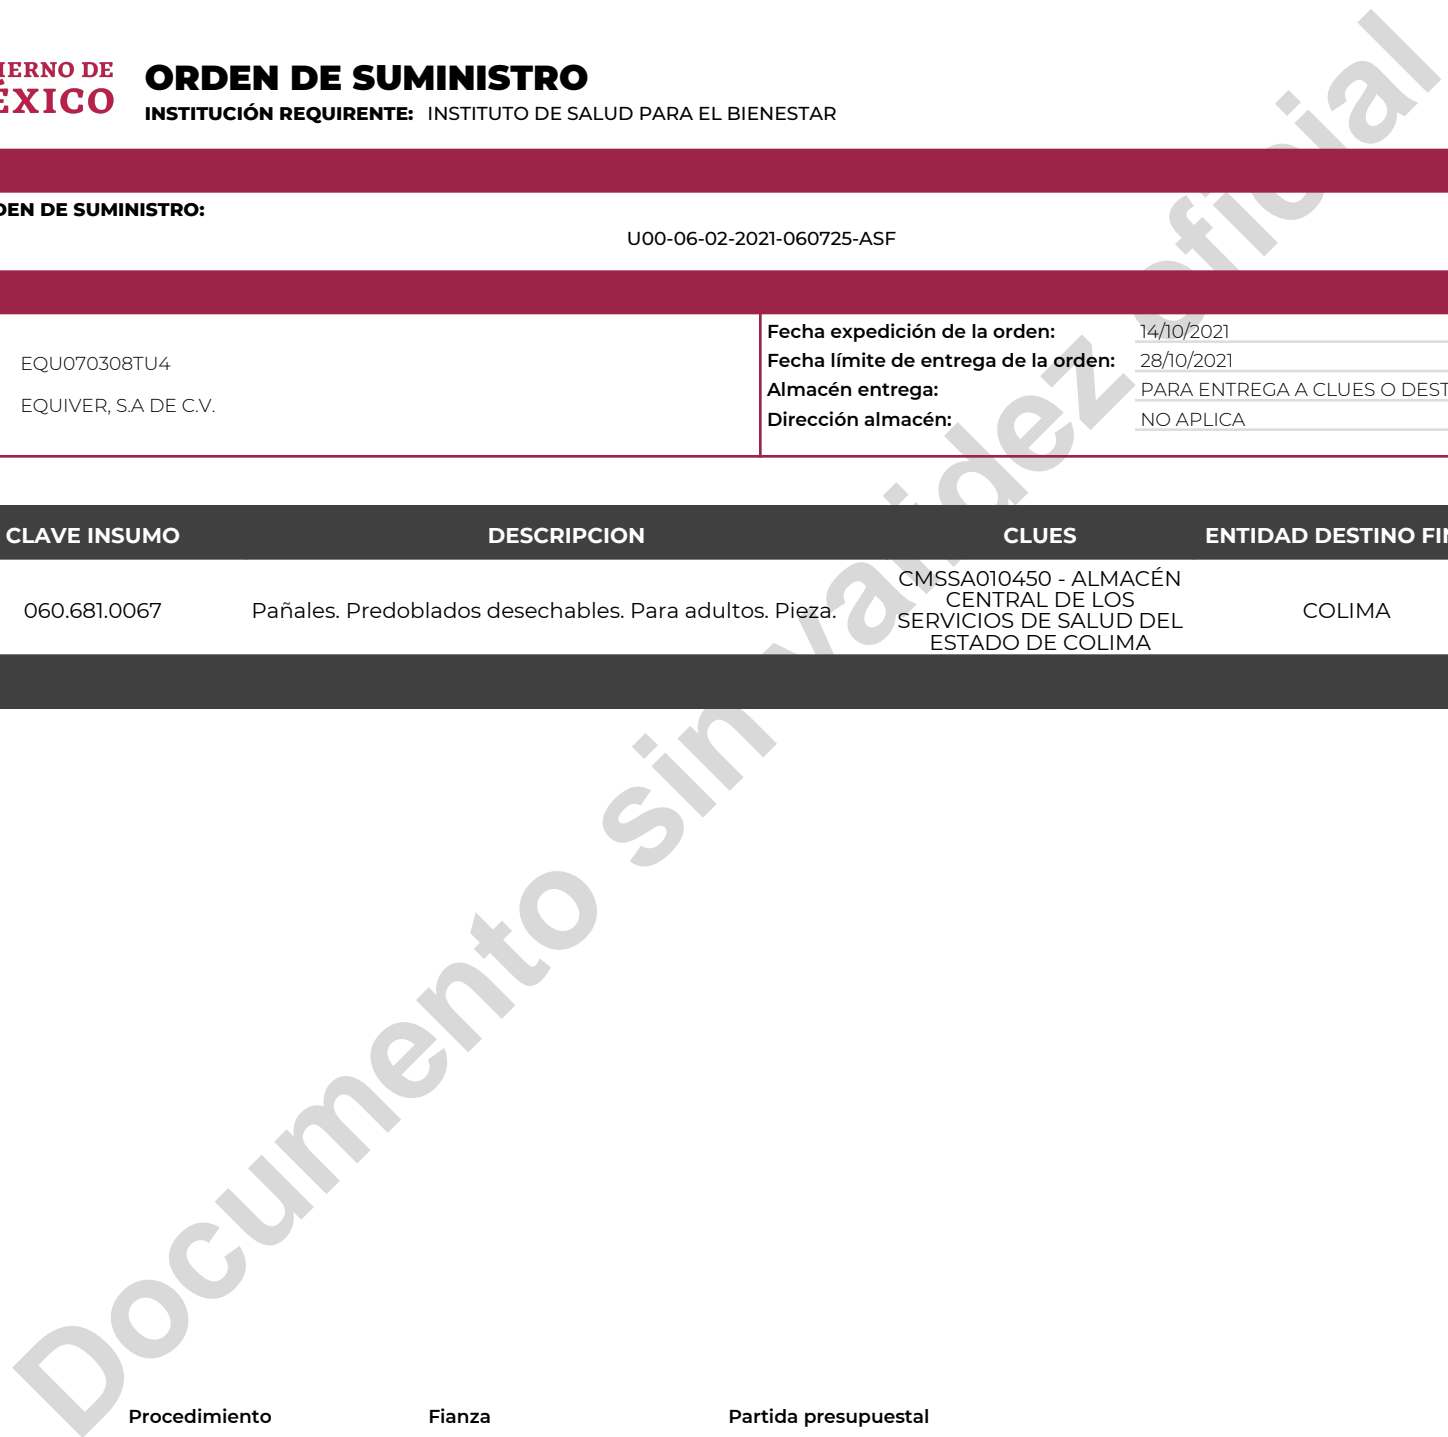 IERNO DE
ÉXICO
ORDEN DE SUMINISTRO
INSTITUCIÓN REQUIRENTE: INSTITUTO DE SALUD PARA EL BIENESTAR
DEN DE SUMINISTRO:
U00-06-02-2021-060725-ASF
EQU070308TU4
EQUIVER, S.A DE C.V.
Fecha expedición de la orden: 14/10/2021
Fecha límite de entrega de la orden: 28/10/2021
Almacén entrega: PARA ENTREGA A CLUES O DEST
Dirección almacén: NO APLICA
CLAVE INSUMO DESCRIPCION CLUES ENTIDAD DESTINO FIN
060.681.0067 Pañales. Predoblados desechables. Para adultos. Pieza. CMSSA010450 - ALMACÉN
CENTRAL DE LOS
SERVICIOS DE SALUD DEL
ESTADO DE COLIMA
COLIMA
Documento sin validez oficial
Procedimiento Fianza Partida presupuestal